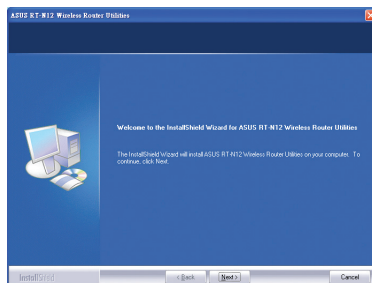 ASUS RT-N12 Wireless Router Utilities
Welcome to the InstallShield Wizard for ASUS RT-N12 Wireless Router Utilities
The InstallShield Wizard will install ASUS RT-N12 Wireless Router Utilities on your computer. To
continue, click Next.
InstallShield
< Back
Next >
Cancel